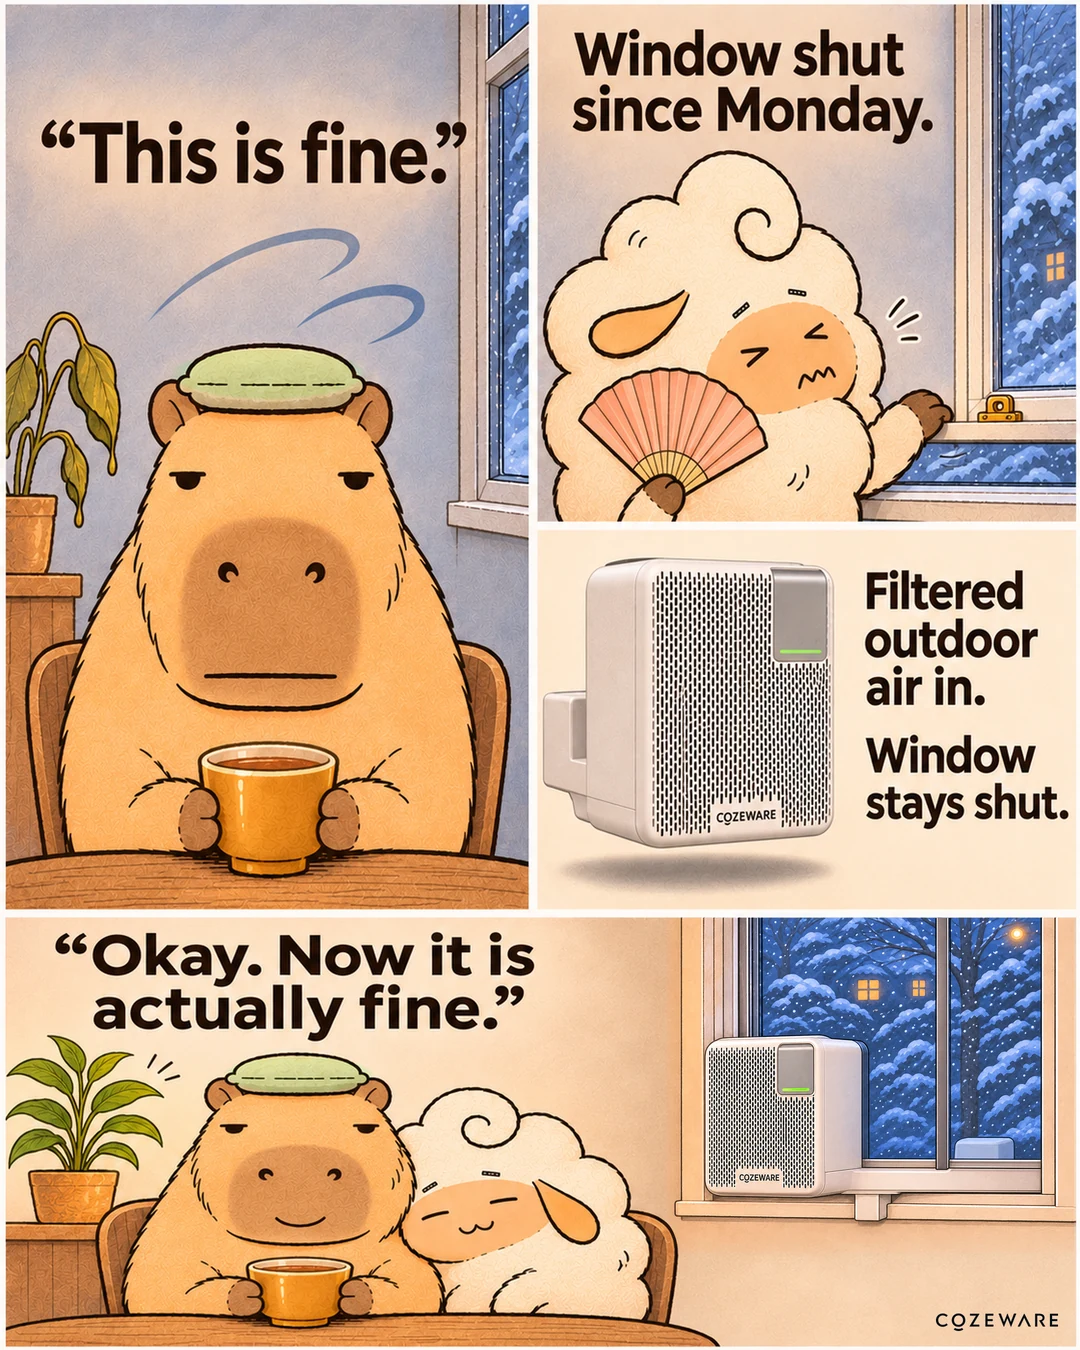 “This is fine.”
Window shut
since Monday.
Filtered
outdoor
air in.
Window
stays shut.
COZEWARE
“Okay. Now it is
actually fine.”
COZEWARE
COZEWARE